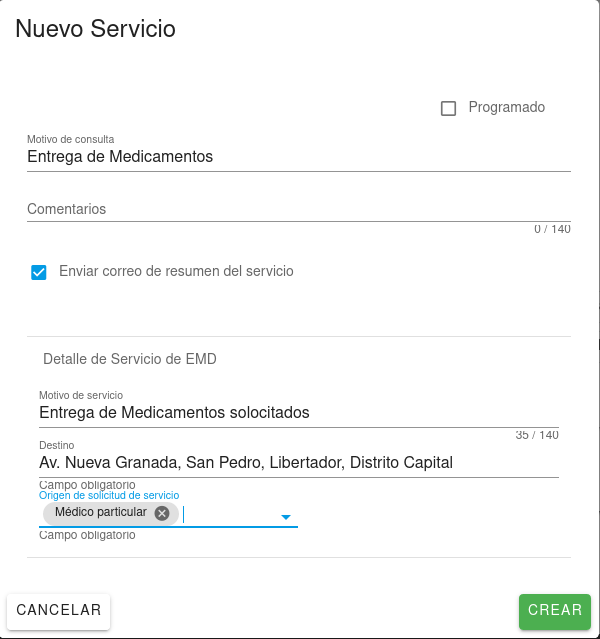 Nuevo Servicio
Programado
Motivo de consulta
Entrega de Medicamentos
Comentarios
0 / 140
Enviar correo de resumen del servicio
Detalle de Servicio de EMD
Motivo de servicio
Entrega de Medicamentos solocitados
35 / 140
Destino
Av. Nueva Granada, San Pedro, Libertador, Distrito Capital
Campo obligatorio
Origen de solicitud de servicio
Médico particular
Campo obligatorio
CANCELAR
CREAR